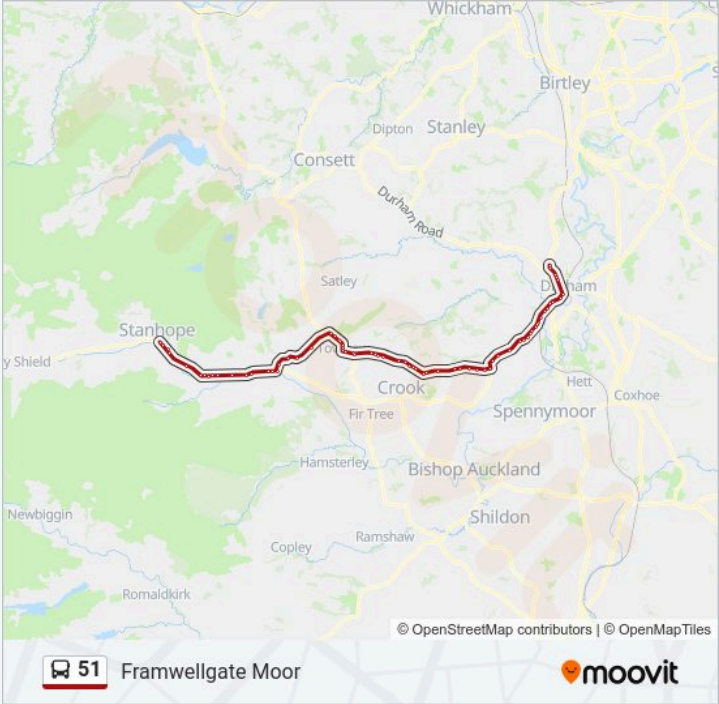 Whickham
Birtley
Dipton
Stanley
Consett
Durham Road
Satley
Stanhope
y Shield
Crook
Fir Tree
Hett
Coxhoe
Spennymoor
Hamsterley
Bishop Auckland
Newbiggin
Shildon
Copley
Ramshaw
Romaldkirk
© OpenStreetMap contributors | © OpenMapTiles
51 Framwellgate Moor
moovit